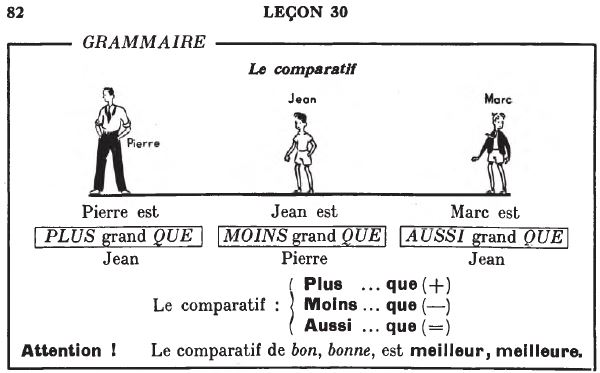 82 LEÇON 30
GRAMMAIRE
Le comparatif
Jean Marc
Pierre
Pierre est Jean est Marc est
PLUS grand QUE MOINS grand QUE AUSSI grand QUE
Jean Pierre Jean
Plus ... que (+)
Le comparatif : Moins ... que (—)
Aussi ... que (=)
Attention ! Le comparatif de bon, bonne, est meilleur, meilleure.